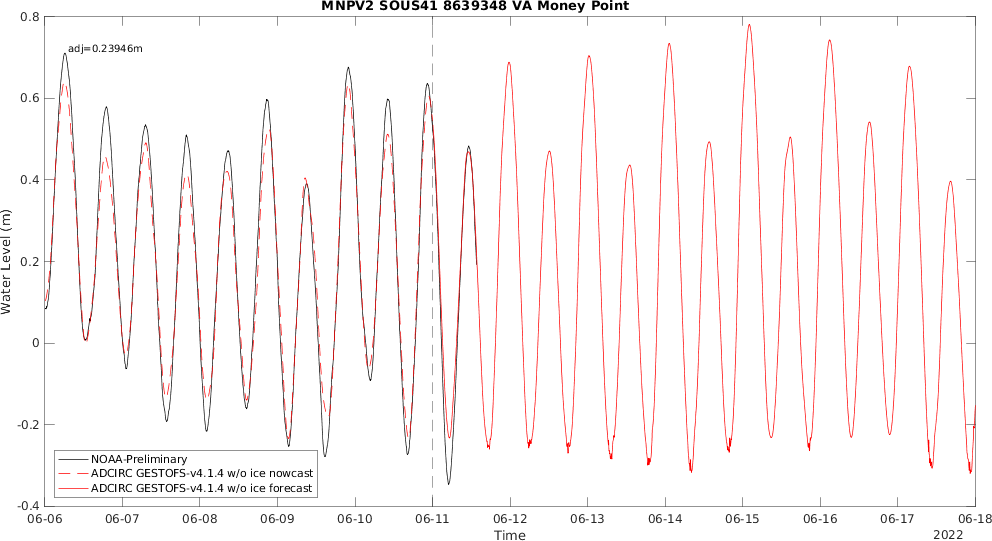 MNPV2 SOUS41 8639348 VA Money Point
adj=0.23946m
0.8
0.6
0.4
0.2
0
-0.2
-0.4
Water Level (m)
NOAA-Preliminary
ADCIRC GESTOFS-v4.1.4 w/o ice nowcast
ADCIRC GESTOFS-v4.1.4 w/o ice forecast
06-06 06-07 06-08 06-09 06-10 06-11 06-12 06-13 06-14 06-15 06-16 06-17 06-18
Time
2022